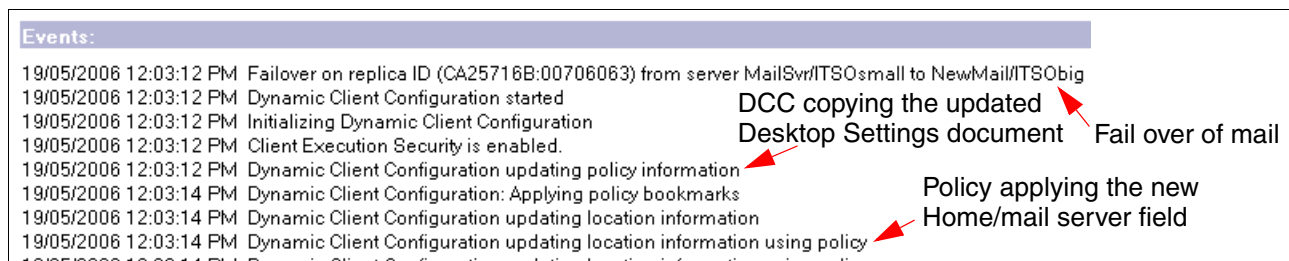 Events:
19/05/2006 12:03:12 PM Failover on replica ID (CA25716B:00706063) from server MailSvr/ITSOsmall to NewMail/ITSObig
19/05/2006 12:03:12 PM Dynamic Client Configuration started
19/05/2006 12:03:12 PM Initializing Dynamic Client Configuration
19/05/2006 12:03:12 PM Client Execution Security is enabled.
19/05/2006 12:03:12 PM Dynamic Client Configuration updating policy information
19/05/2006 12:03:14 PM Dynamic Client Configuration: Applying policy bookmarks
19/05/2006 12:03:14 PM Dynamic Client Configuration updating location information
19/05/2006 12:03:14 PM Dynamic Client Configuration updating location information using policy
DCC copying the updated
Desktop Settings document
Fail over of mail
Policy applying the new
Home/mail server field